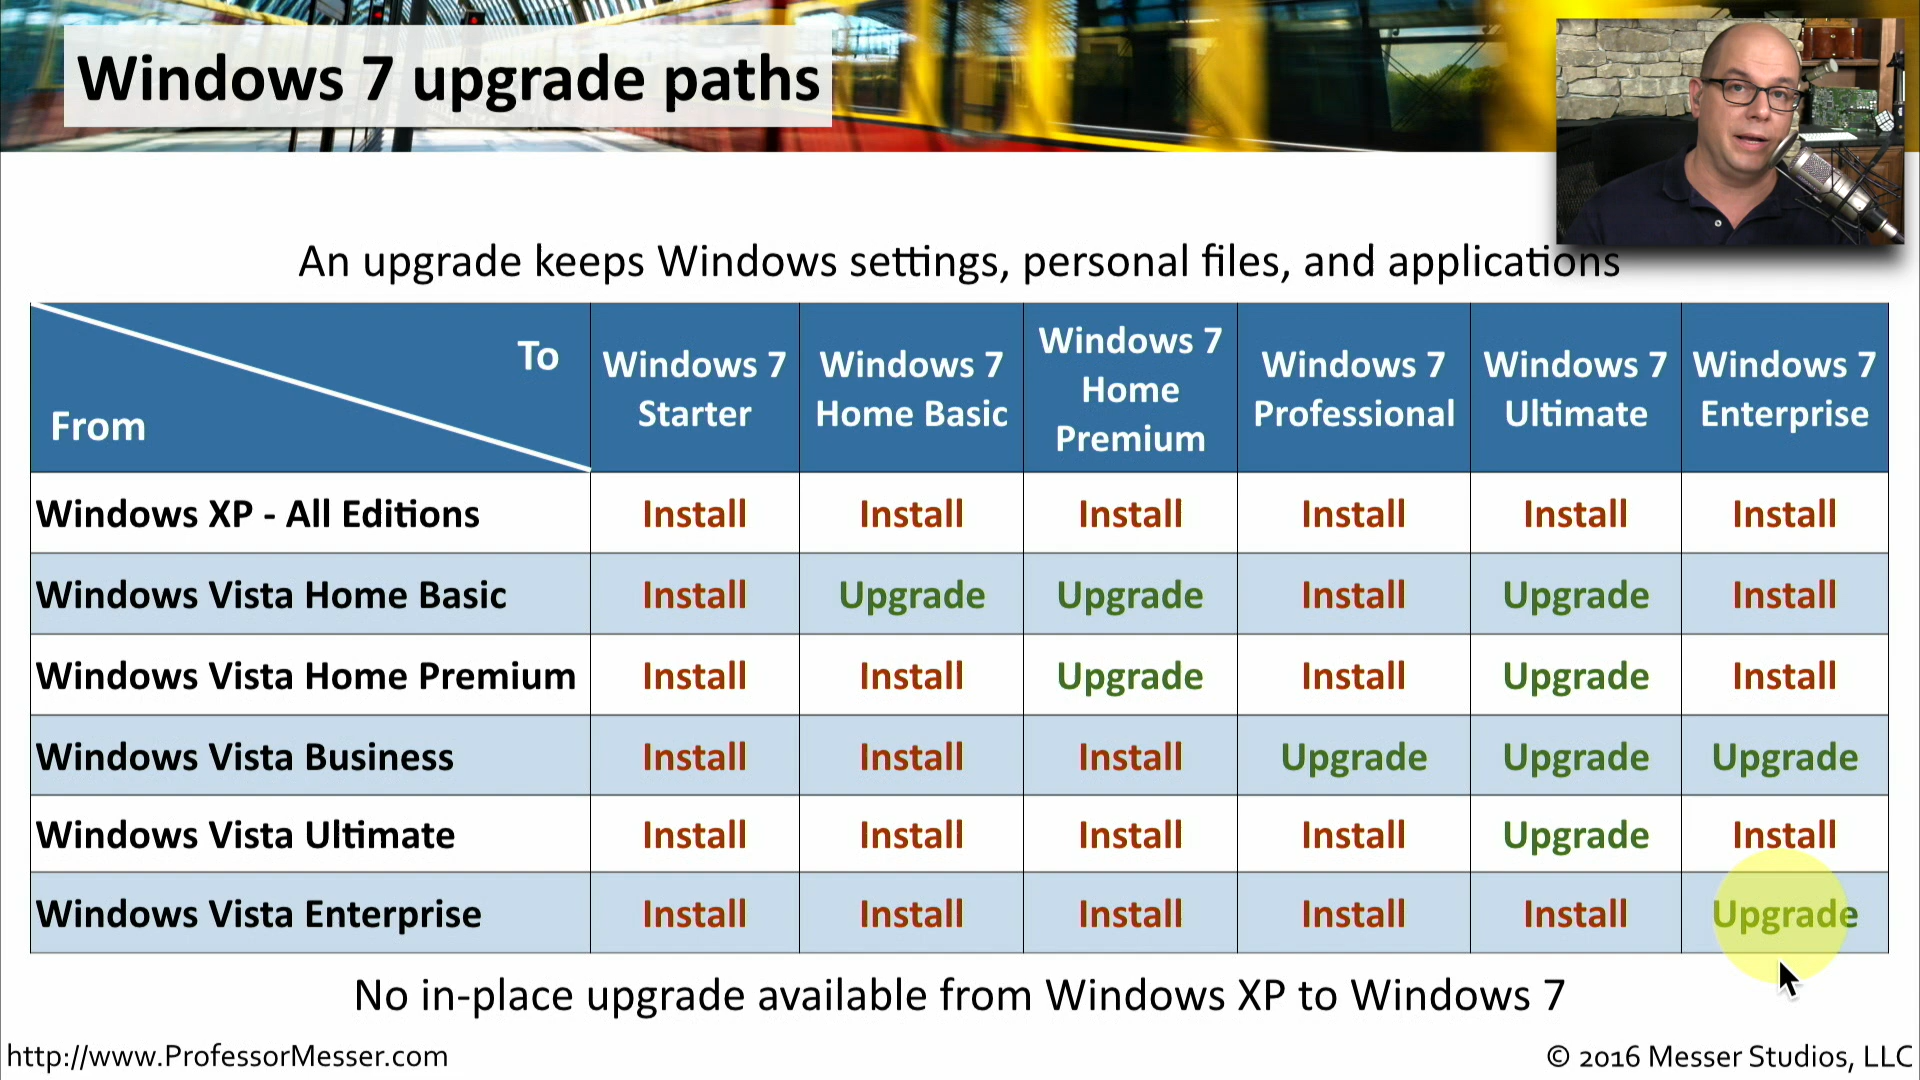 Windows 7 upgrade paths
An upgrade keeps Windows settings, personal files, and applications
To
From
Windows 7 Starter
Windows 7 Home Basic
Windows 7 Home Premium
Windows 7 Professional
Windows 7 Ultimate
Windows 7 Enterprise
Windows XP - All Editions Install Install Install Install Install Install
Windows Vista Home Basic Install Upgrade Upgrade Install Upgrade Install
Windows Vista Home Premium Install Install Upgrade Install Upgrade Install
Windows Vista Business Install Install Install Upgrade Upgrade Upgrade
Windows Vista Ultimate Install Install Install Install Upgrade Install
Windows Vista Enterprise Install Install Install Install Install Upgrade
No in-place upgrade available from Windows XP to Windows 7
http://www.ProfessorMesser.com
© 2016 Messer Studios, LLC